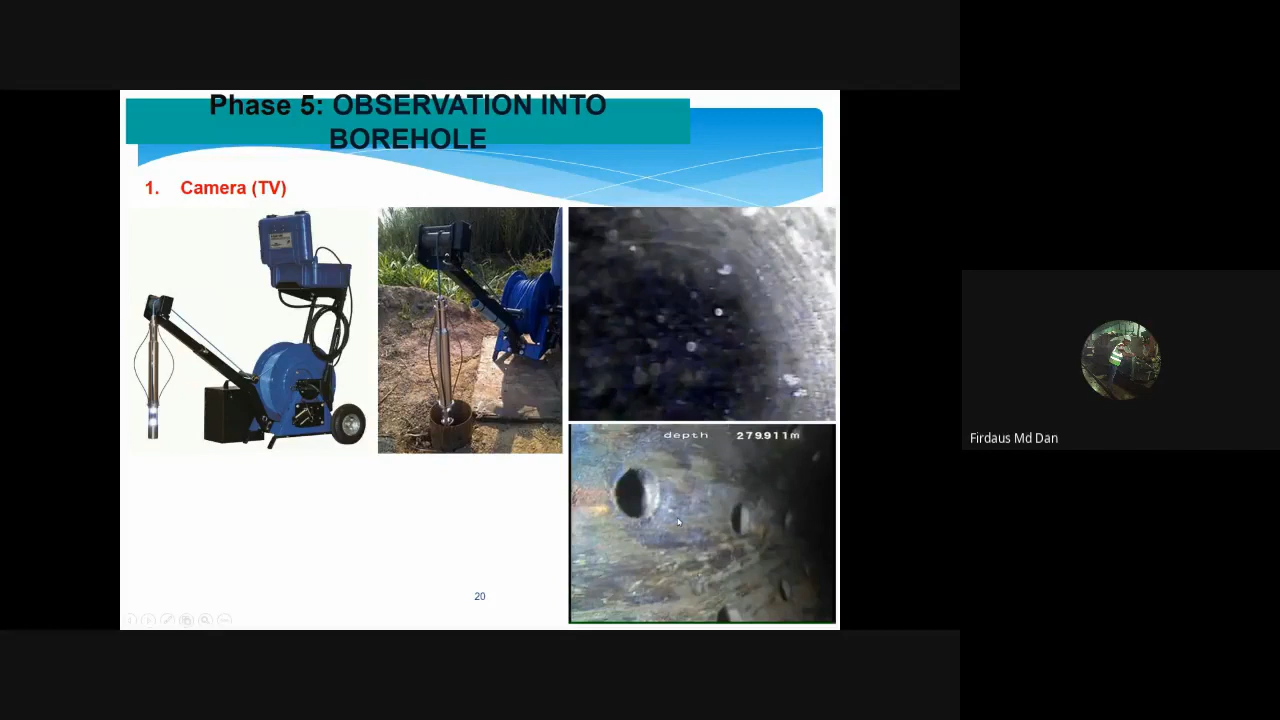 Phase 5: OBSERVATION INTO
BOREHOLE
1. Camera (TV)
depth 279.911m
20
Firdaus Md Dan